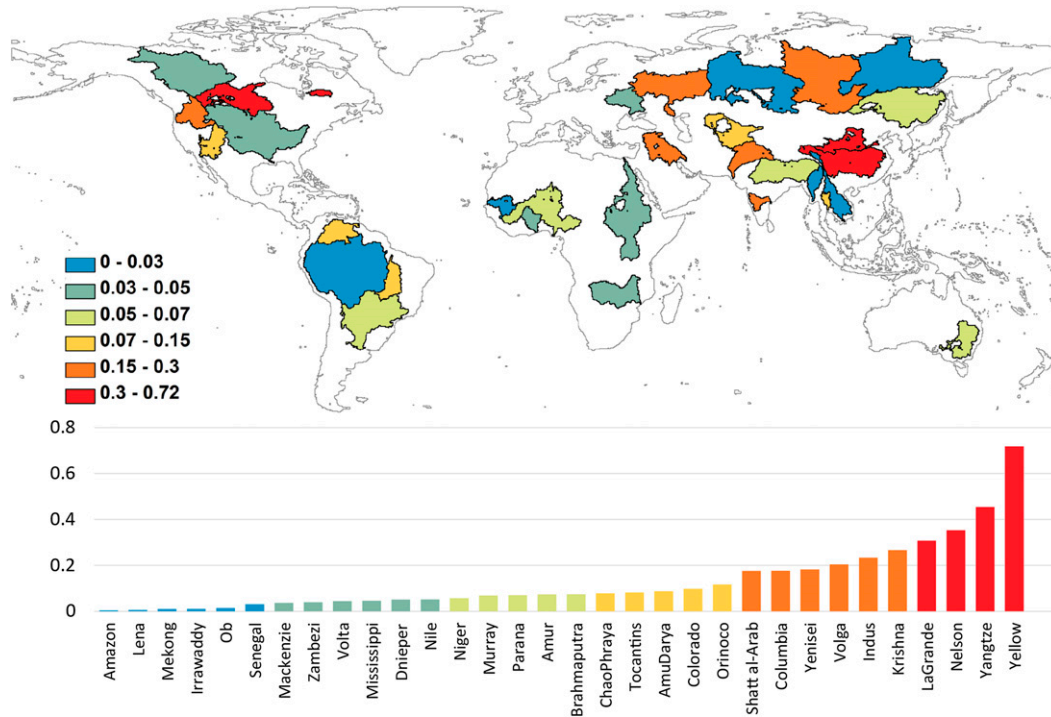 0 - 0.03
0.03 - 0.05
0.05 - 0.07
0.07 - 0.15
0.15 - 0.3
0.3 - 0.72
0.8
0.6
0.4
0.2
0
Amazon
Lena
Mekong
Irrawaddy
Ob
Senegal
Mackenzie
Zambezi
Volta
Mississippi
Dnieper
Nile
Niger
Murray
Parana
Amur
Brahmaputra
ChaoPhraya
Tocantins
AmuDarya
Colorado
Orinoco
Shatt al-Arab
Columbia
Yenisei
Volga
Indus
Krishna
LaGrande
Nelson
Yangtze
Yellow